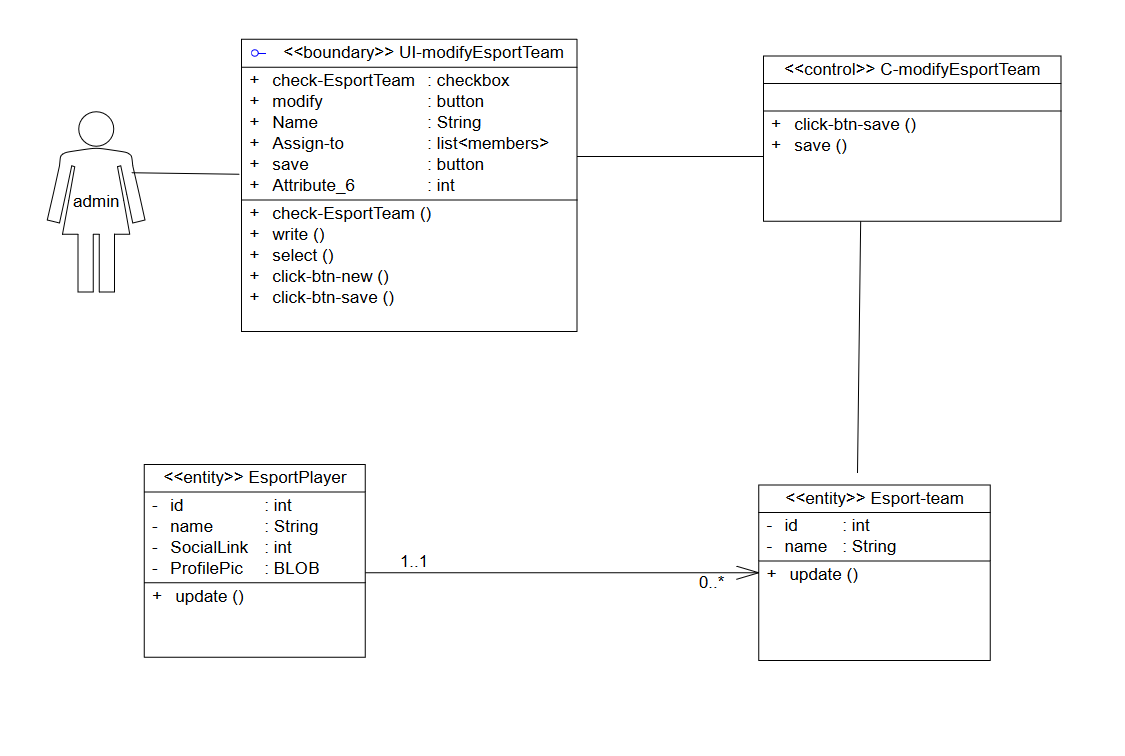 <<boundary>> UI-modifyEsportTeam
+ check-EsportTeam : checkbox
+ modify : button
+ Name : String
+ Assign-to : list<members>
+ save : button
+ Attribute_6 : int
+ check-EsportTeam ()
+ write ()
+ select ()
+ click-btn-new ()
+ click-btn-save ()
<<control>> C-modifyEsportTeam
+ click-btn-save ()
+ save ()
admin
<<entity>> EsportPlayer
- id : int
- name : String
- SocialLink : int
- ProfilePic : BLOB
+ update ()
1..1
0..*
<<entity>> Esport-team
- id : int
- name : String
+ update ()